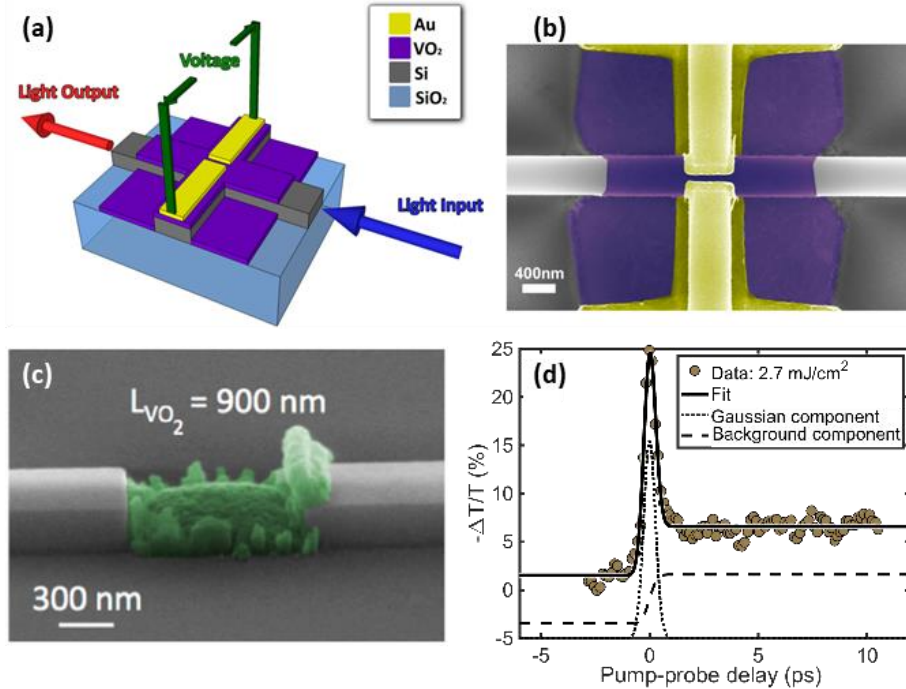 (a)
Au
VO₂
Si
SiO₂
Voltage
Light Output
Light Input
(b)
400nm
(c)
L_VO₂ = 900 nm
300 nm
(d)
Data: 2.7 mJ/cm²
Fit
Gaussian component
Background component
-ΔT/T (%)
25
20
15
10
5
0
-5
-5
0
5
10
Pump-probe delay (ps)